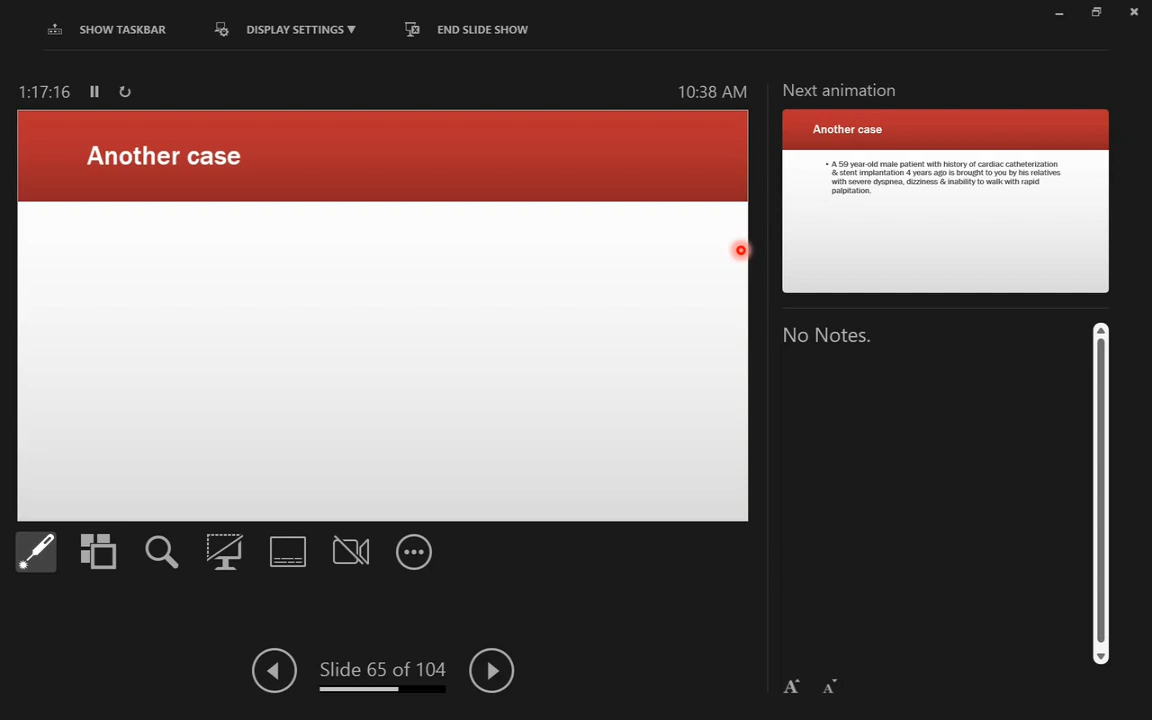 SHOW TASKBAR
DISPLAY SETTINGS ▼
END SLIDE SHOW
1:17:16
10:38 AM
Another case
Next animation
Another case
• A 59 year-old male patient with history of cardiac catheterization
& stent implantation 4 years ago is brought to you by his relatives
with severe dyspnea, dizziness & inability to walk with rapid
palpitation.
No Notes.
Slide 65 of 104
A A